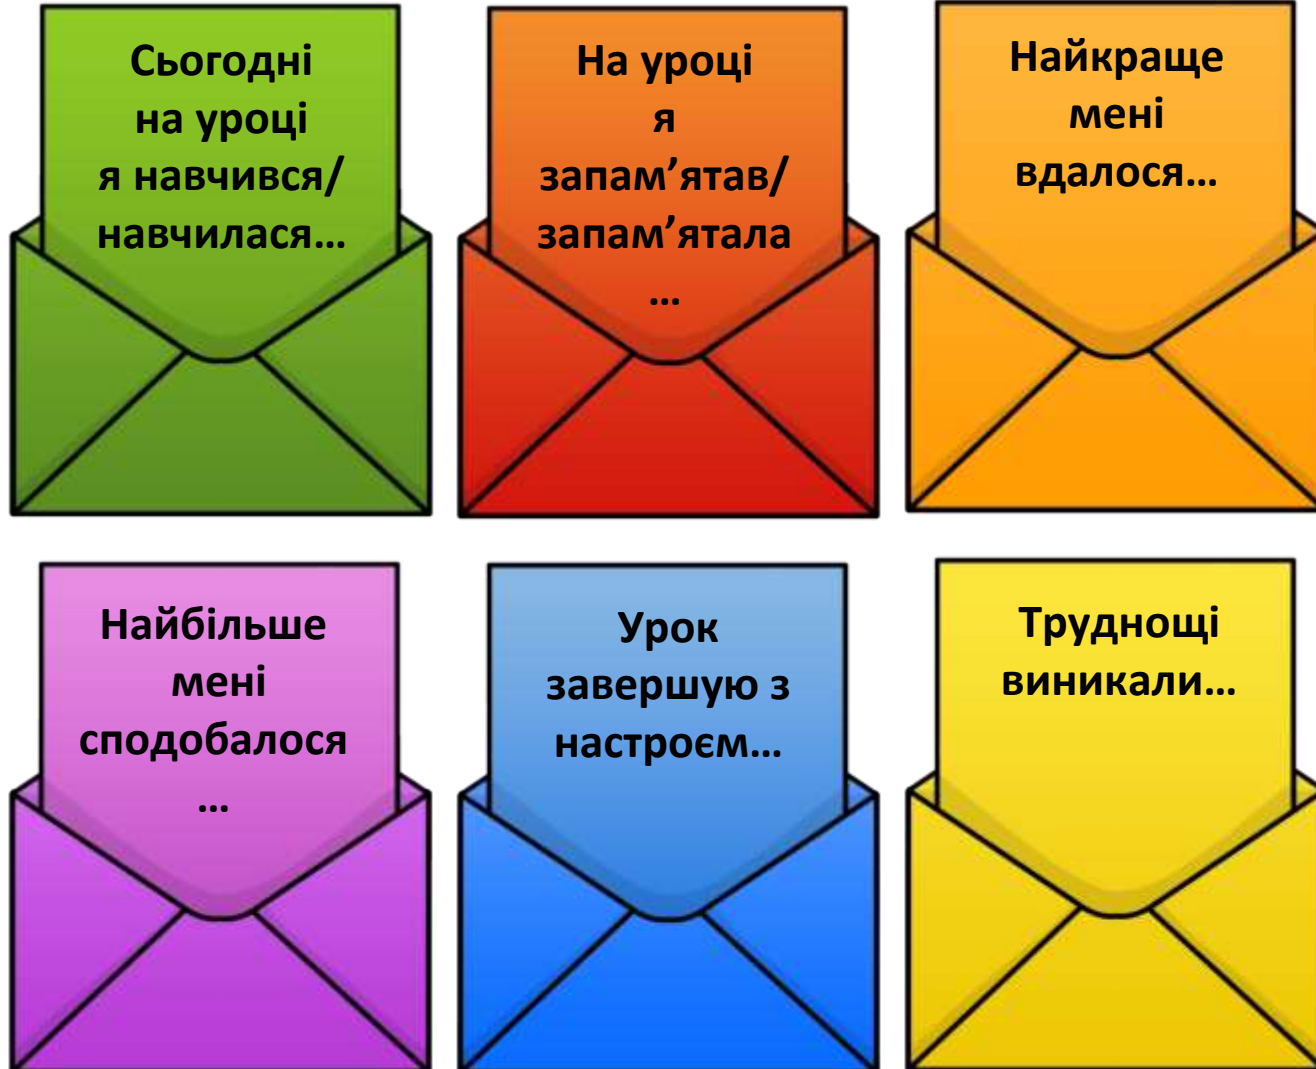 Сьогодні
на уроці
я навчився/
навчилася…
На уроці
я
запам’ятав/
запам’ятала
…
Найкраще
мені
вдалося…
Найбільше
мені
сподобалося
…
Урок
завершую з
настроєм…
Труднощі
виникали…